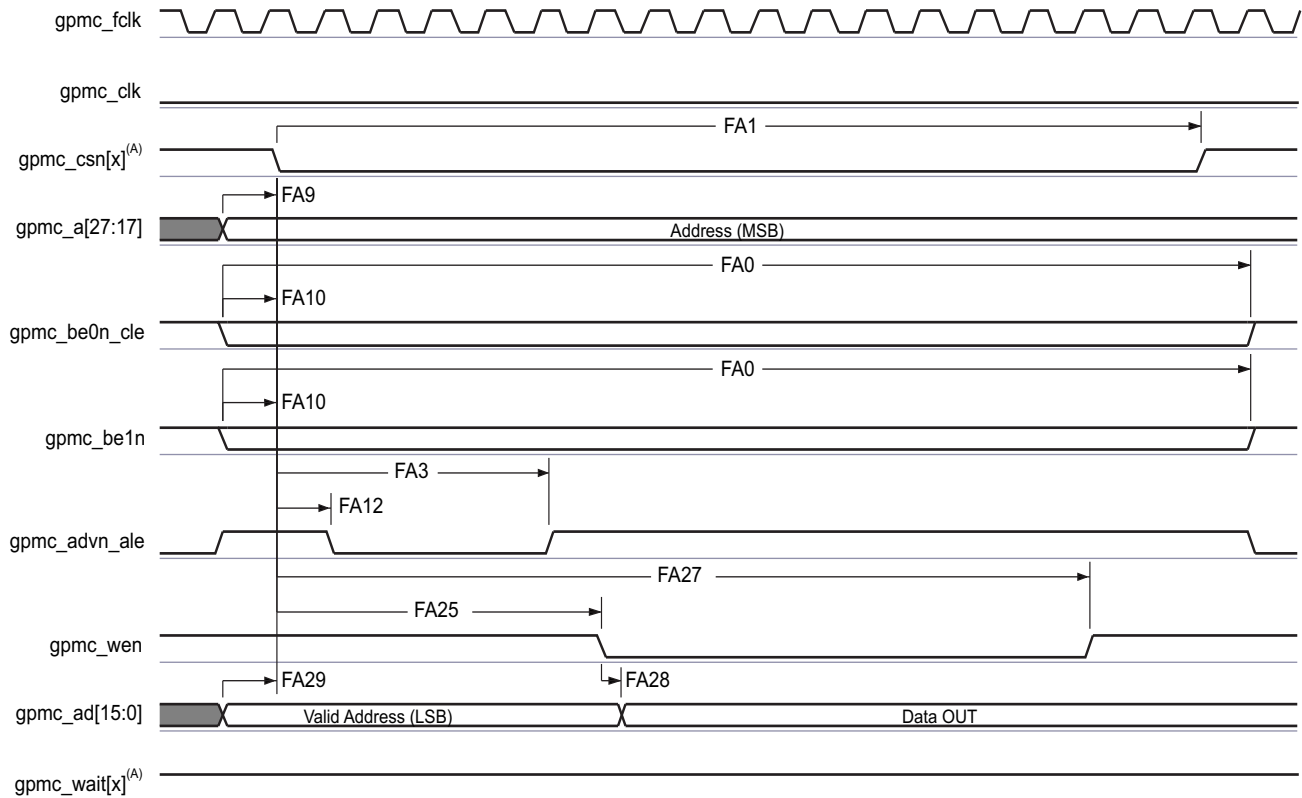 gpmc_fclk
gpmc_clk
FA1
gpmc_csn[x](A)
FA9
gpmc_a[27:17]
Address (MSB)
FA0
FA10
gpmc_be0n_cle
FA0
FA10
gpmc_be1n
FA3
FA12
gpmc_advn_ale
FA27
FA25
gpmc_wen
FA29
FA28
gpmc_ad[15:0]
Valid Address (LSB)
Data OUT
gpmc_wait[x](A)